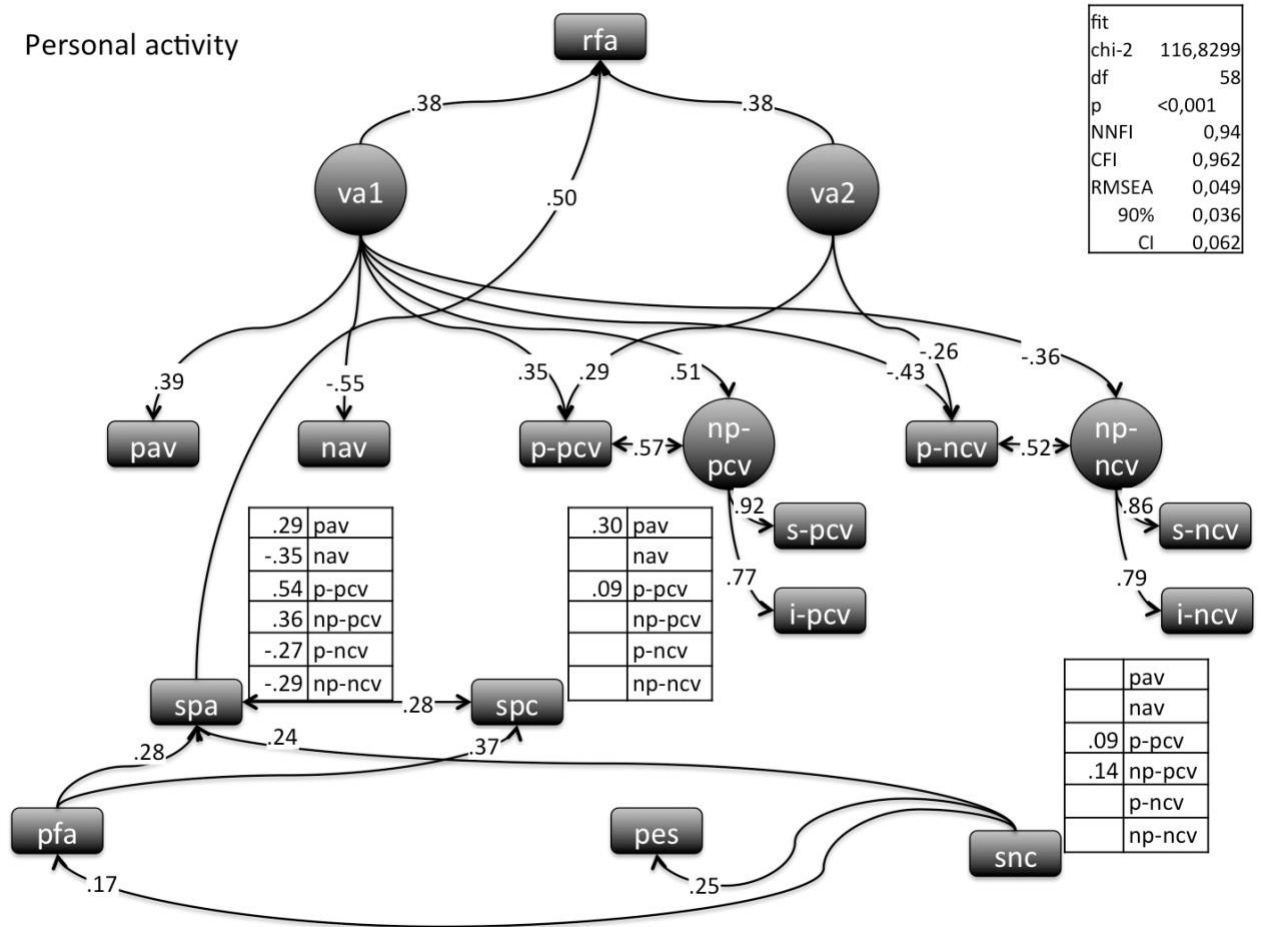 Personal activity
rfa
fit
chi-2 116,8299
df 58
p <0,001
NNFI 0,94
CFI 0,962
RMSEA 0,049
90% 0,036
CI 0,062
.38
.38
va1
va2
.50
.39
-.55
.35
.29
.51
-.43
-.26
-.36
pav
nav
p-pcv
.57
np-
pcv
p-ncv
.52
np-
ncv
.92
s-pcv
.77
i-pcv
.86
s-ncv
.79
i-ncv
.29 pav
-.35 nav
.54 p-pcv
.36 np-pcv
-.27 p-ncv
-.29 np-ncv
.30 pav
nav
.09 p-pcv
np-pcv
p-ncv
np-ncv
spa
.28
spc
pav
nav
.09 p-pcv
.14 np-pcv
p-ncv
np-ncv
.28
.24
.37
pfa
pes
snc
.17
.25